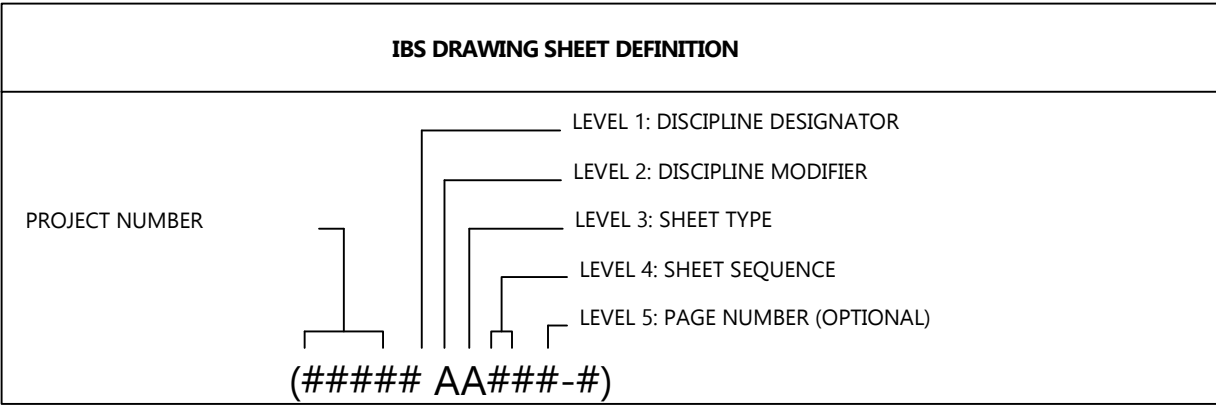 IBS DRAWING SHEET DEFINITION
LEVEL 1: DISCIPLINE DESIGNATOR
LEVEL 2: DISCIPLINE MODIFIER
PROJECT NUMBER
LEVEL 3: SHEET TYPE
LEVEL 4: SHEET SEQUENCE
LEVEL 5: PAGE NUMBER (OPTIONAL)
(##### AA###-#)